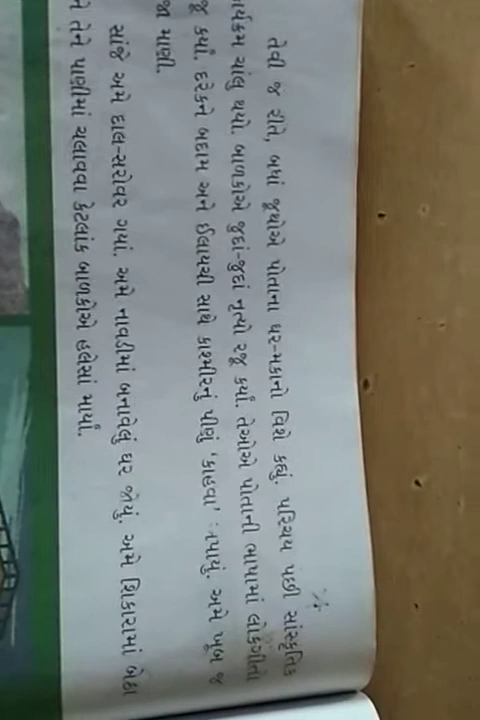 તેવી જ રીતે, બધાં જૂથોએ પોતાના ઘર-મકાનો વિશે કહ્યું. પરિચય પછી સાંસ્કૃતિક
ર્યક્રમ ચાલુ થયો. બાળકોએ જુદાં-જુદાં નૃત્યો રજૂ કર્યાં. તેઓએ પોતાની ભાષામાં લોકગીતો
જૂ કર્યાં. દરેકને બદામ અને ઈલાયચી સાથે કાશ્મીરનું પીણું 'કાહવા' અપાયું. અમે ખૂબ જ
જા માણી.
સાંજે અમે દાલ-સરોવર ગયાં. અમે નાવડીમાં બનાવેલું ઘર જોયું. અમે શિકારામાં બેઠા
ને તેને પાણીમાં ચલાવવા કેટલાંક બાળકોએ હલેસાં માર્યાં.